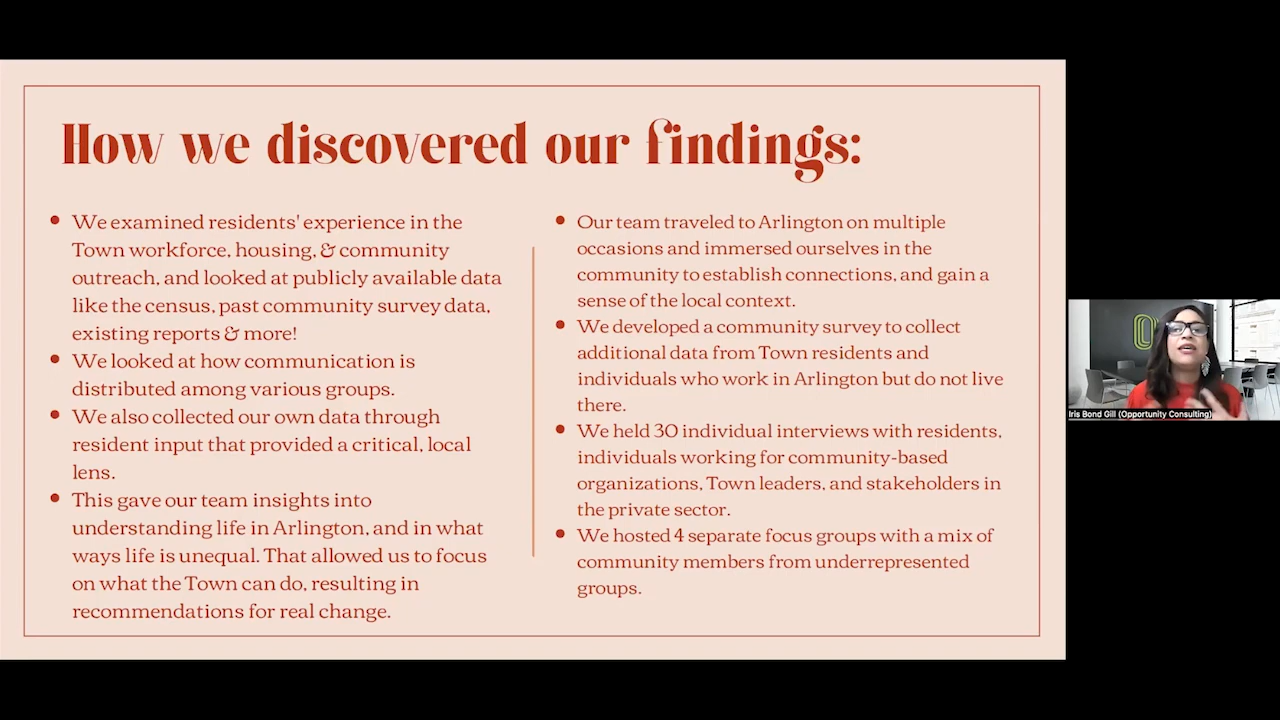 How we discovered our findings:
We examined residents' experience in the
Town workforce, housing, & community
outreach, and looked at publicly available data
like the census, past community survey data,
existing reports & more!
We looked at how communication is
distributed among various groups.
We also collected our own data through
resident input that provided a critical, local
lens.
This gave our team insights into
understanding life in Arlington, and in what
ways life is unequal. That allowed us to focus
on what the Town can do, resulting in
recommendations for real change.
Our team traveled to Arlington on multiple
occasions and immersed ourselves in the
community to establish connections, and gain a
sense of the local context.
We developed a community survey to collect
additional data from Town residents and
individuals who work in Arlington but do not live
there.
We held 30 individual interviews with residents,
individuals working for community-based
organizations, Town leaders, and stakeholders in
the private sector.
We hosted 4 separate focus groups with a mix of
community members from underrepresented
groups.
Iris Bond Gill (Opportunity Consulting)